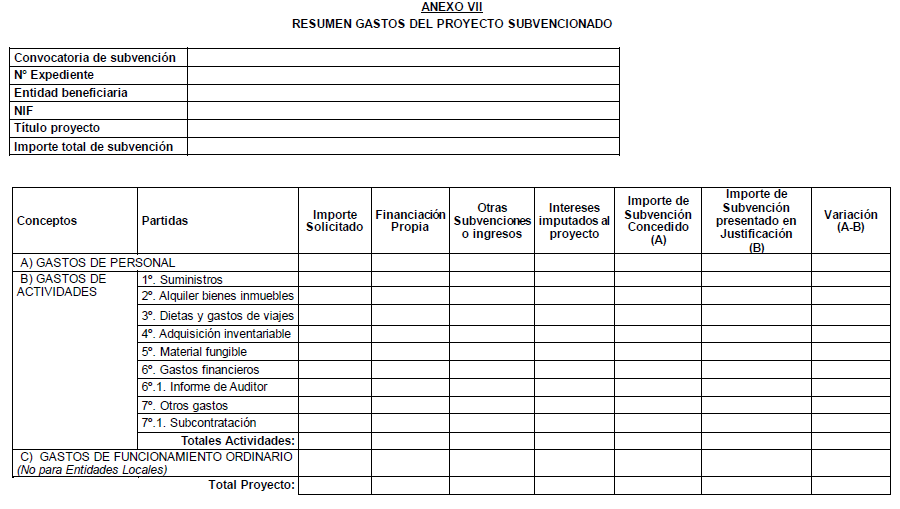 ANEXO VII
RESUMEN GASTOS DEL PROYECTO SUBVENCIONADO
Convocatoria de subvención
Nº Expediente
Entidad beneficiaria
NIF
Título proyecto
Importe total de subvención
Conceptos
Partidas
Importe
Solicitado
Financiación
Propia
Otras
Subvenciones
o ingresos
Intereses
imputados al
proyecto
Importe de
Subvención
Concedido
(A)
Importe de
Subvención
presentado en
Justificación
(B)
Variación
(A-B)
A) GASTOS DE PERSONAL
B) GASTOS DE
ACTIVIDADES
1º. Suministros
2º. Alquiler bienes inmuebles
3º. Dietas y gastos de viajes
4º. Adquisición inventariable
5º. Material fungible
6º. Gastos financieros
6º.1. Informe de Auditor
7º. Otros gastos
7º.1. Subcontratación
Totales Actividades:
C) GASTOS DE FUNCIONAMIENTO ORDINARIO
(No para Entidades Locales)
Total Proyecto: